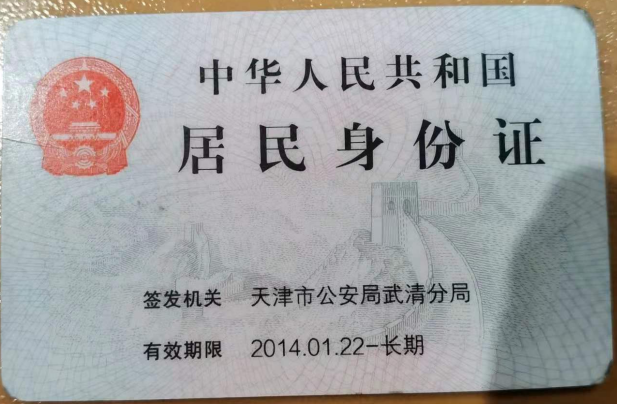 中华人民共和国
居民身份证
签发机关 天津市公安局武清分局
有效期限 2014.01.22-长期